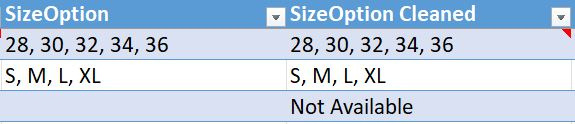 SizeOption SizeOption Cleaned
28, 30, 32, 34, 36 28, 30, 32, 34, 36
S, M, L, XL S, M, L, XL
Not Available